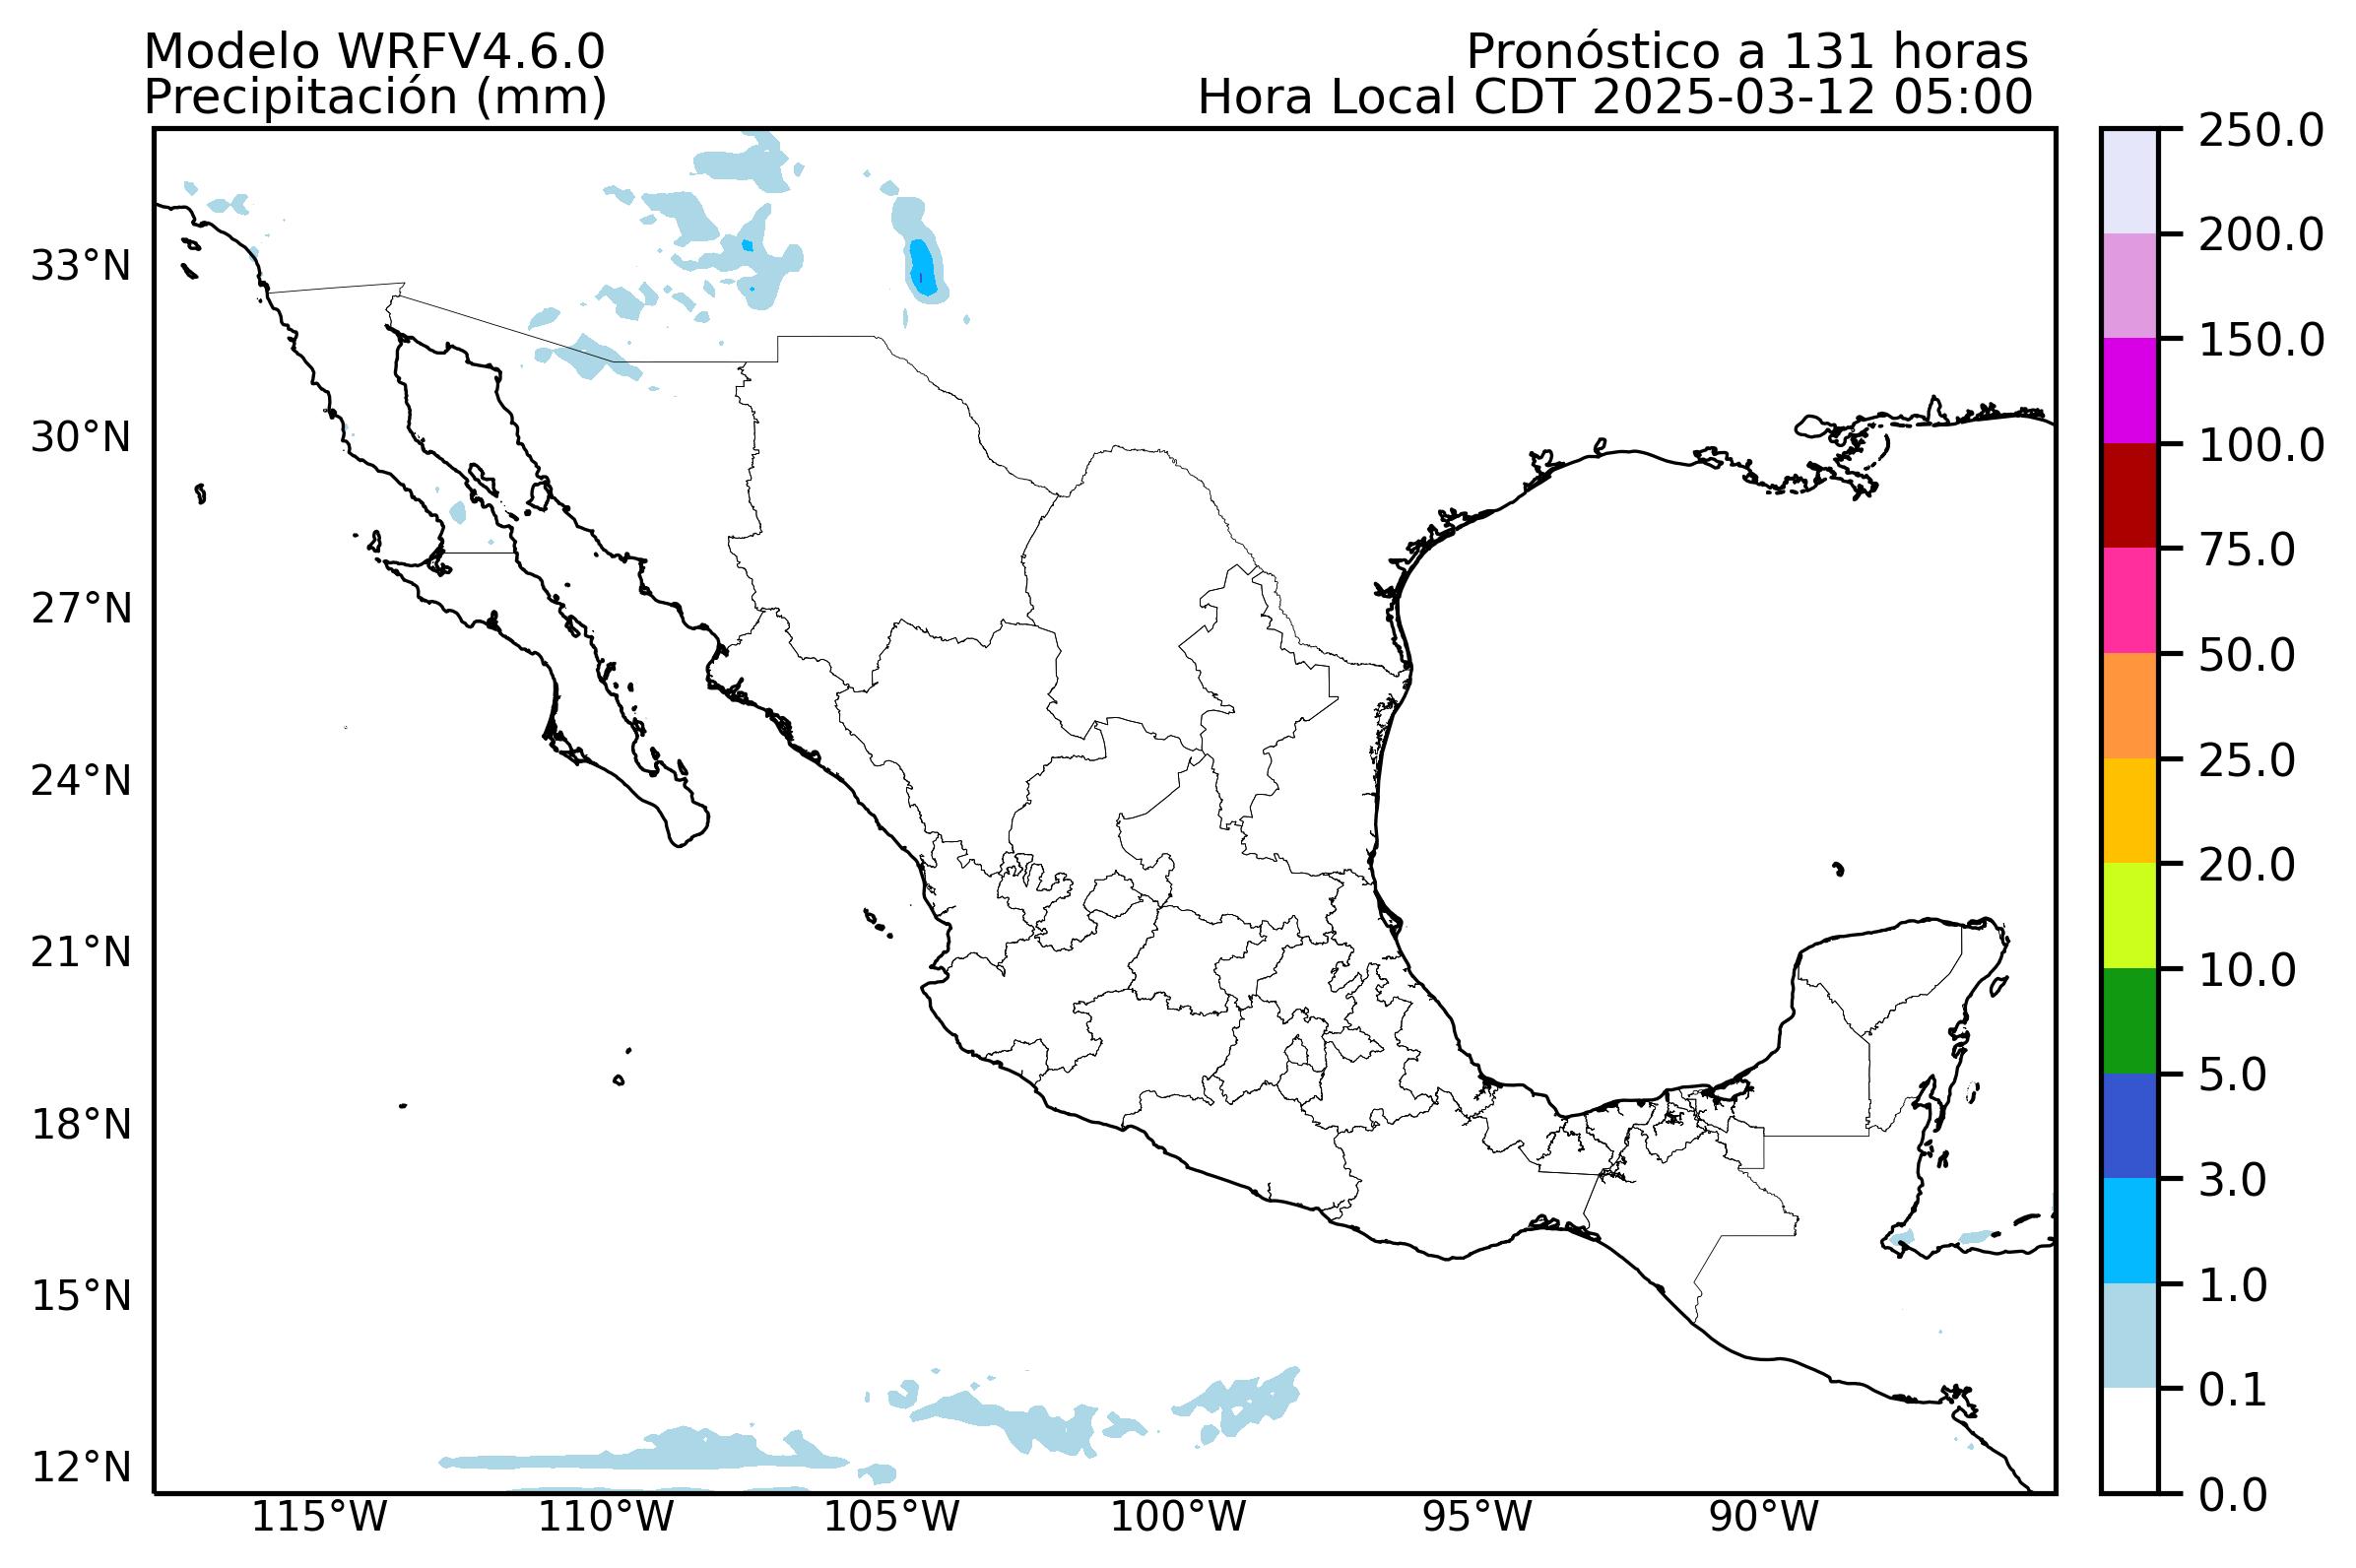 Modelo WRFV4.6.0
Precipitación (mm)
Pronóstico a 131 horas
Hora Local CDT 2025-03-12 05:00
33°N
30°N
27°N
24°N
21°N
18°N
15°N
12°N
115°W
110°W
105°W
100°W
95°W
90°W
250.0
200.0
150.0
100.0
75.0
50.0
25.0
20.0
10.0
5.0
3.0
1.0
0.1
0.0